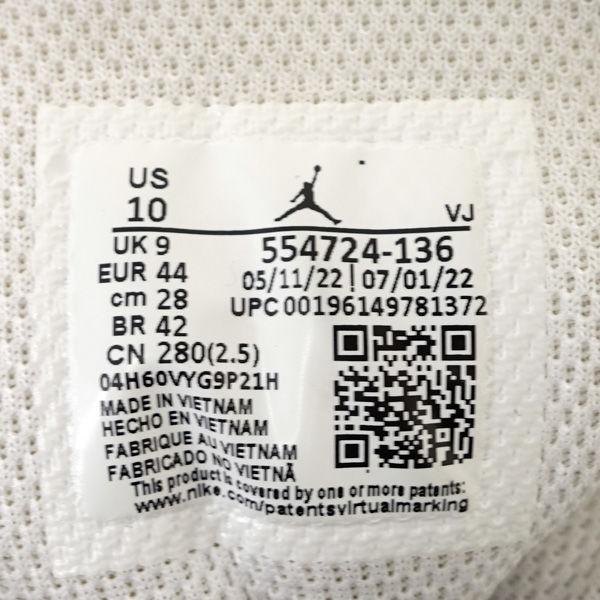 US
10
VJ
UK 9
EUR 44
cm 28
BR 42
CN 280(2.5)
554724-136
05/11/22 | 07/01/22
UPC 00196149781372
04H60VYG9P21H
MADE IN VIETNAM
HECHO EN VIETNAM
FABRIQUE AU VIETNAM
FABRICADO NO VIETNÃ
This product is covered by one or more patents:
www.nike.com/patentsvirtualmarking